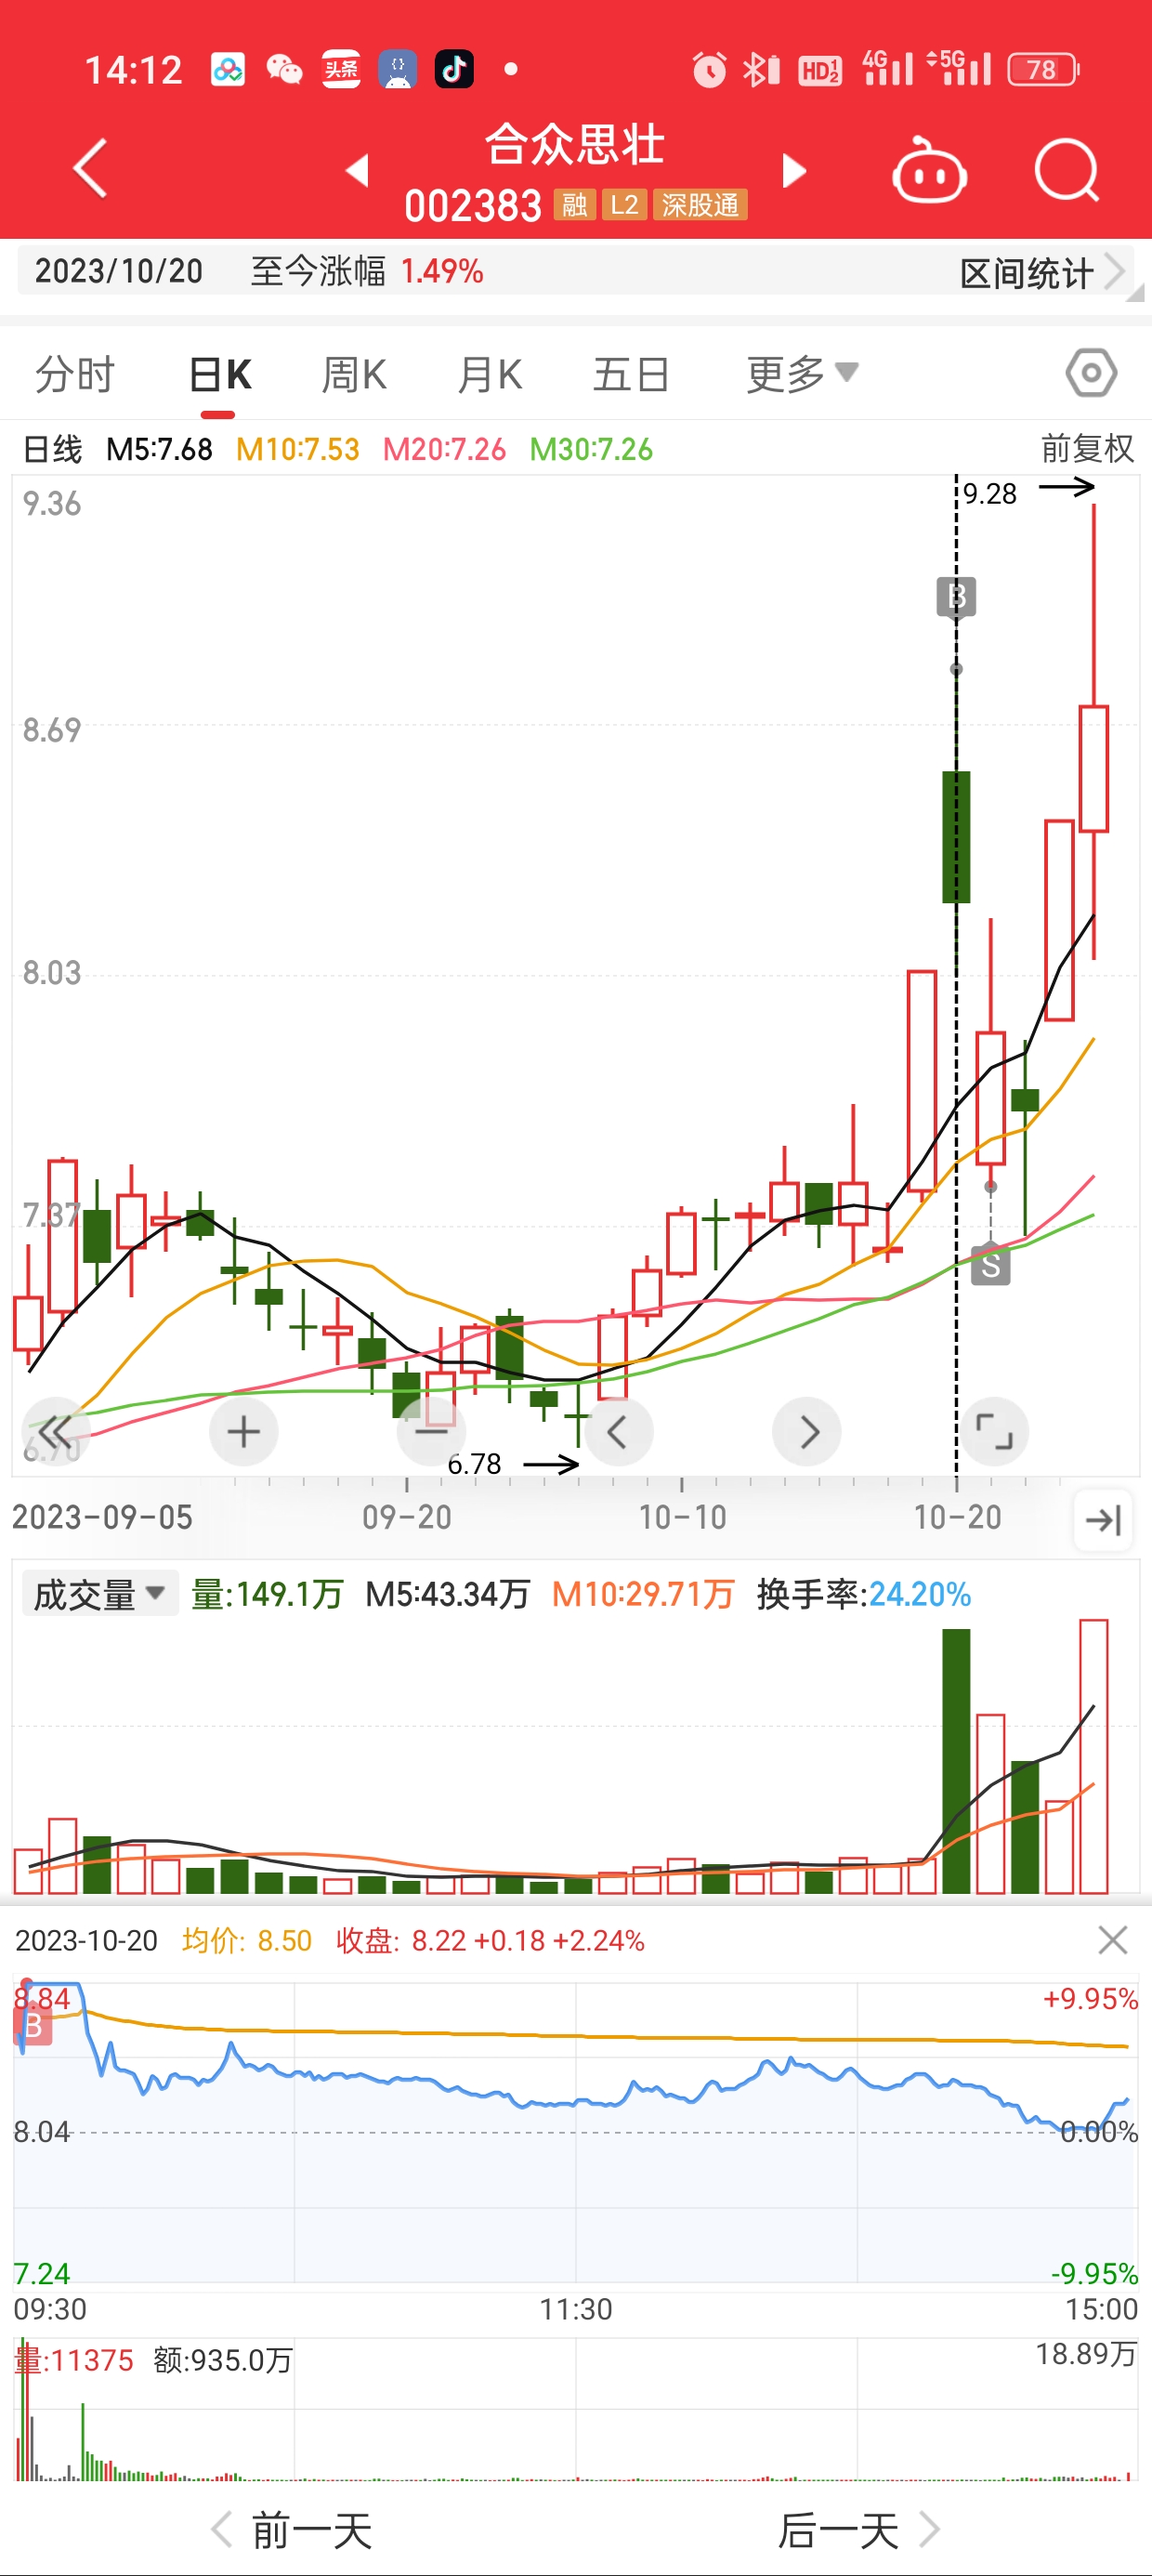 14:12 头条 HD 1 2 4G 5G 78
合众思壮
002383 融 L2 深股通
2023/10/20 至今涨幅 1.49% 区间统计
分时 日K 周K 月K 五日 更多
日线 M5:7.68 M10:7.53 M20:7.26 M30:7.26 前复权
9.36
9.28
B
8.69
8.03
7.37
S
6.70
6.78
2023-09-05 09-20 10-10 10-20
成交量 量:149.1万 M5:43.34万 M10:29.71万 换手率:24.20%
2023-10-20 均价: 8.50 收盘: 8.22 +0.18 +2.24%
8.84 +9.95%
B
8.04 0.00%
7.24 -9.95%
09:30 11:30 15:00
量:11375 额:935.0万 18.89万
前一天 后一天